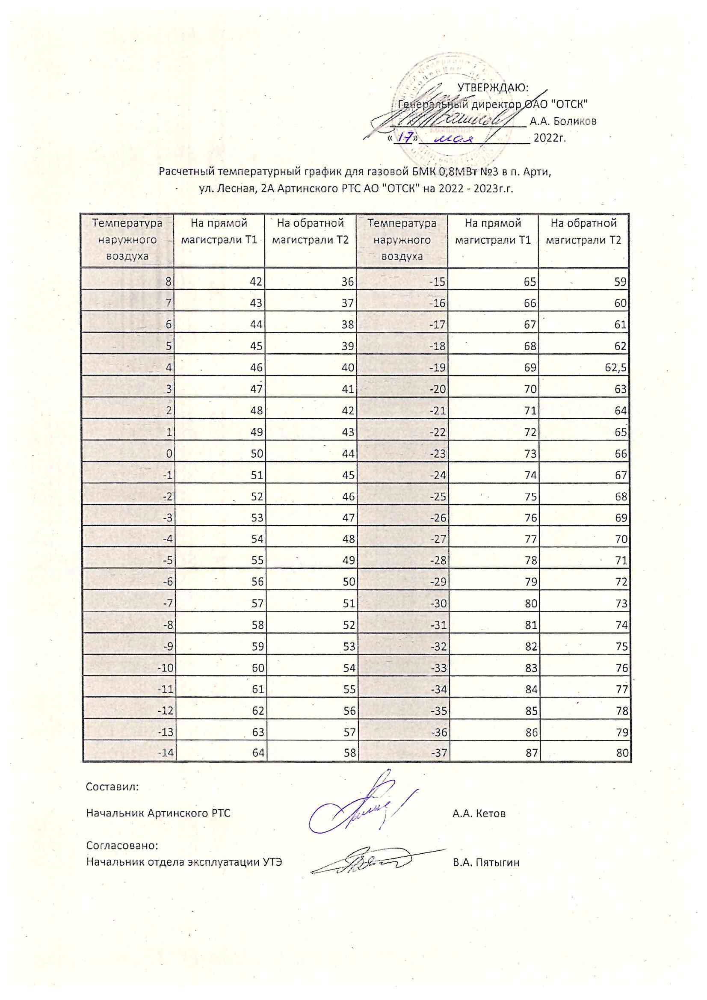 УТВЕРЖДАЮ:
Генеральный директор ОАО "ОТСК"
А.А. Боликов
«17» мая 2022г.
Расчетный температурный график для газовой БМК 0,8МВт №3 в п. Арти,
ул. Лесная, 2А Артинского РТС АО "ОТСК" на 2022 - 2023г.г.
Температура наружного воздуха На прямой магистрали Т1 На обратной магистрали Т2 Температура наружного воздуха На прямой магистрали Т1 На обратной магистрали Т2
8 42 36 -15 65 59
7 43 37 -16 66 60
6 44 38 -17 67 61
5 45 39 -18 68 62
4 46 40 -19 69 62,5
3 47 41 -20 70 63
2 48 42 -21 71 64
1 49 43 -22 72 65
0 50 44 -23 73 66
-1 51 45 -24 74 67
-2 52 46 -25 75 68
-3 53 47 -26 76 69
-4 54 48 -27 77 70
-5 55 49 -28 78 71
-6 56 50 -29 79 72
-7 57 51 -30 80 73
-8 58 52 -31 81 74
-9 59 53 -32 82 75
-10 60 54 -33 83 76
-11 61 55 -34 84 77
-12 62 56 -35 85 78
-13 63 57 -36 86 79
-14 64 58 -37 87 80
Составил:
Начальник Артинского РТС А.А. Кетов
Согласовано:
Начальник отдела эксплуатации УТЭ В.А. Пятыгин